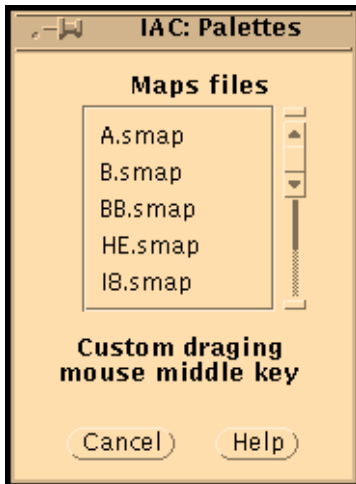 IAC: Palettes
Maps files
A.smap
B.smap
BB.smap
HE.smap
I8.smap
Custom draging
mouse middle key
Cancel Help